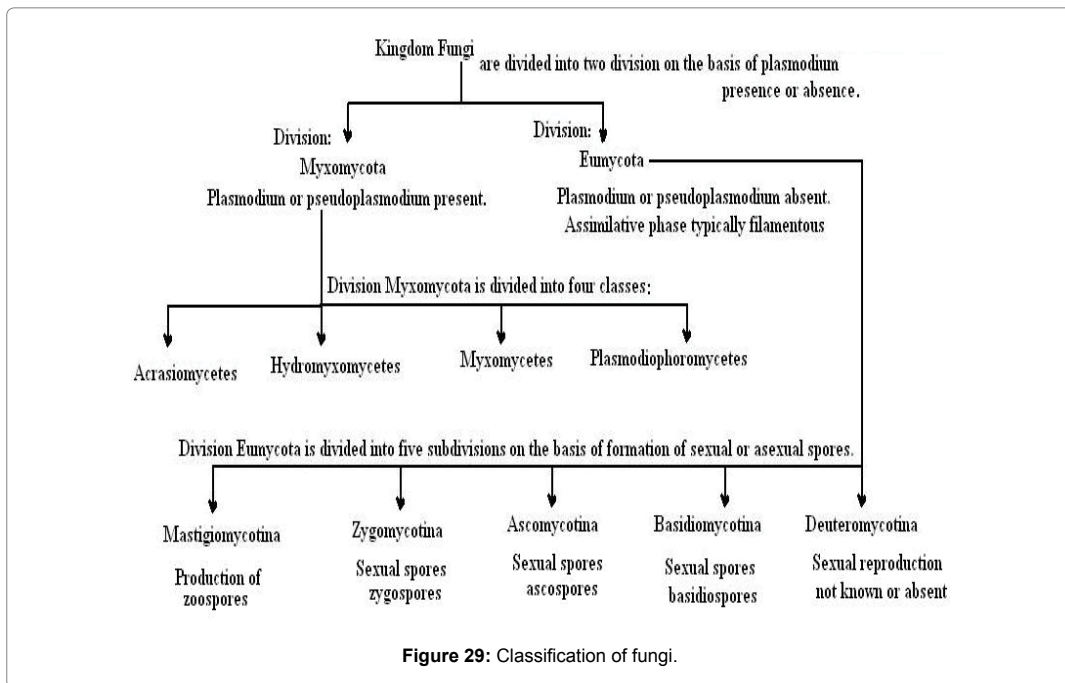 Kingdom Fungi
are divided into two division on the basis of plasmodium
presence or absence.
Division:
Myxomycota
Plasmodium or pseudoplasmodium present.
Division:
Eumycota
Plasmodium or pseudoplasmodium absent.
Assimilative phase typically filamentous
Division Myxomycota is divided into four classes:
Acrasiomycetes
Hydromyxomycetes
Myxomycetes
Plasmodiophoromycetes
Division Eumycota is divided into five subdivisions on the basis of formation of sexual or asexual spores.
Mastigiomycotina
Production of
zoospores
Zygomycotina
Sexual spores
zygospores
Ascomycotina
Sexual spores
ascospores
Basidiomycotina
Sexual spores
basidiospores
Deuteromycotina
Sexual reproduction
not known or absent
Figure 29: Classification of fungi.